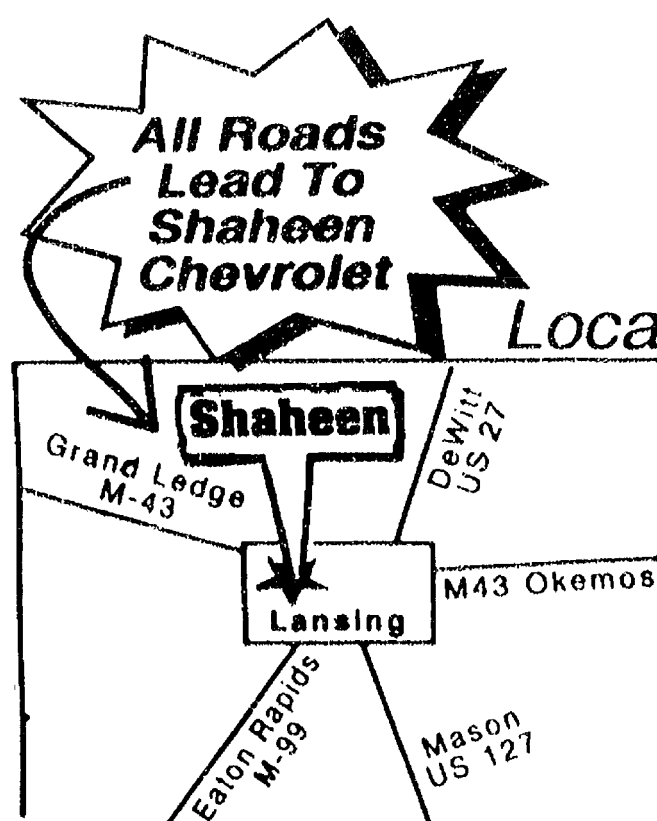 All Roads
Lead To
Shaheen
Chevrolet
Loca
Shaheen
Grand Ledge
M-43
DeWitt
US 27
M43 Okemos
Lansing
Eaton Rapids
M-99
Mason
US 127